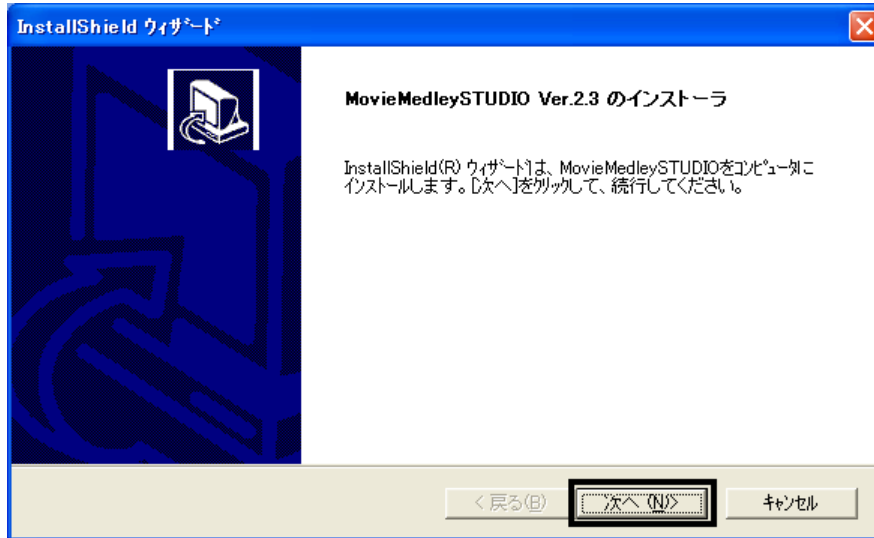 InstallShield ウィザード
MovieMedleySTUDIO Ver.2.3 のインストーラ
InstallShield(R) ウィザードは、MovieMedleySTUDIOをコンピュータに
インストールします。[次へ]をクリックして、続行してください。
< 戻る(B)
次へ (N)>
キャンセル